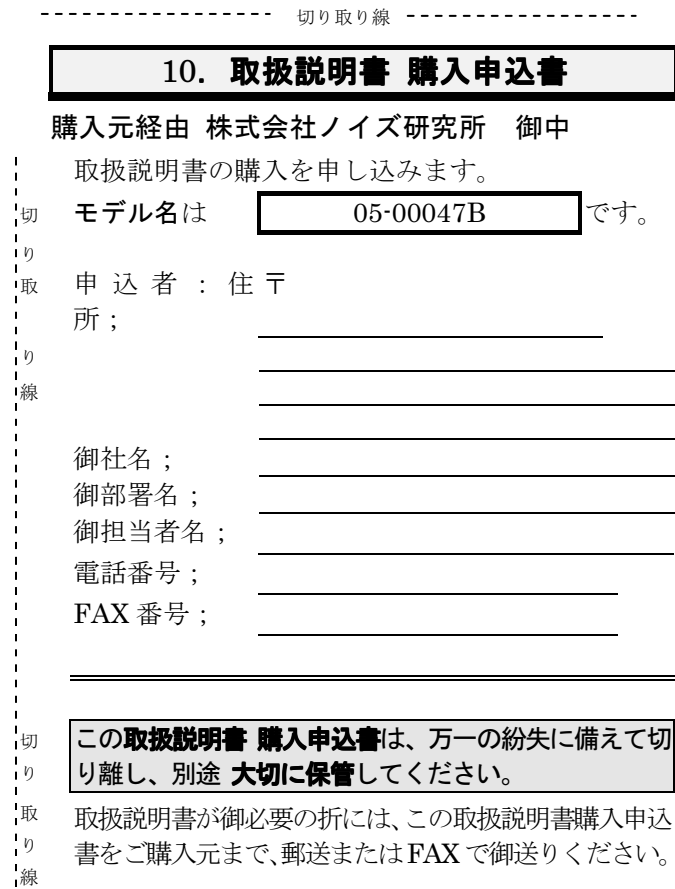 切り取り線
10. 取扱説明書 購入申込書
購入元経由 株式会社ノイズ研究所 御中
取扱説明書の購入を申し込みます。
モデル名は 05-00047B です。
申込者:住〒
所;
御社名;
御部署名;
御担当者名;
電話番号;
FAX番号;
この取扱説明書 購入申込書は、万一の紛失に備えて切
り離し、別途 大切に保管してください。
取扱説明書が御必要の折には、この取扱説明書購入申込
書をご購入元まで、郵送またはFAXで御送りください。
切り取り線
切り取り線